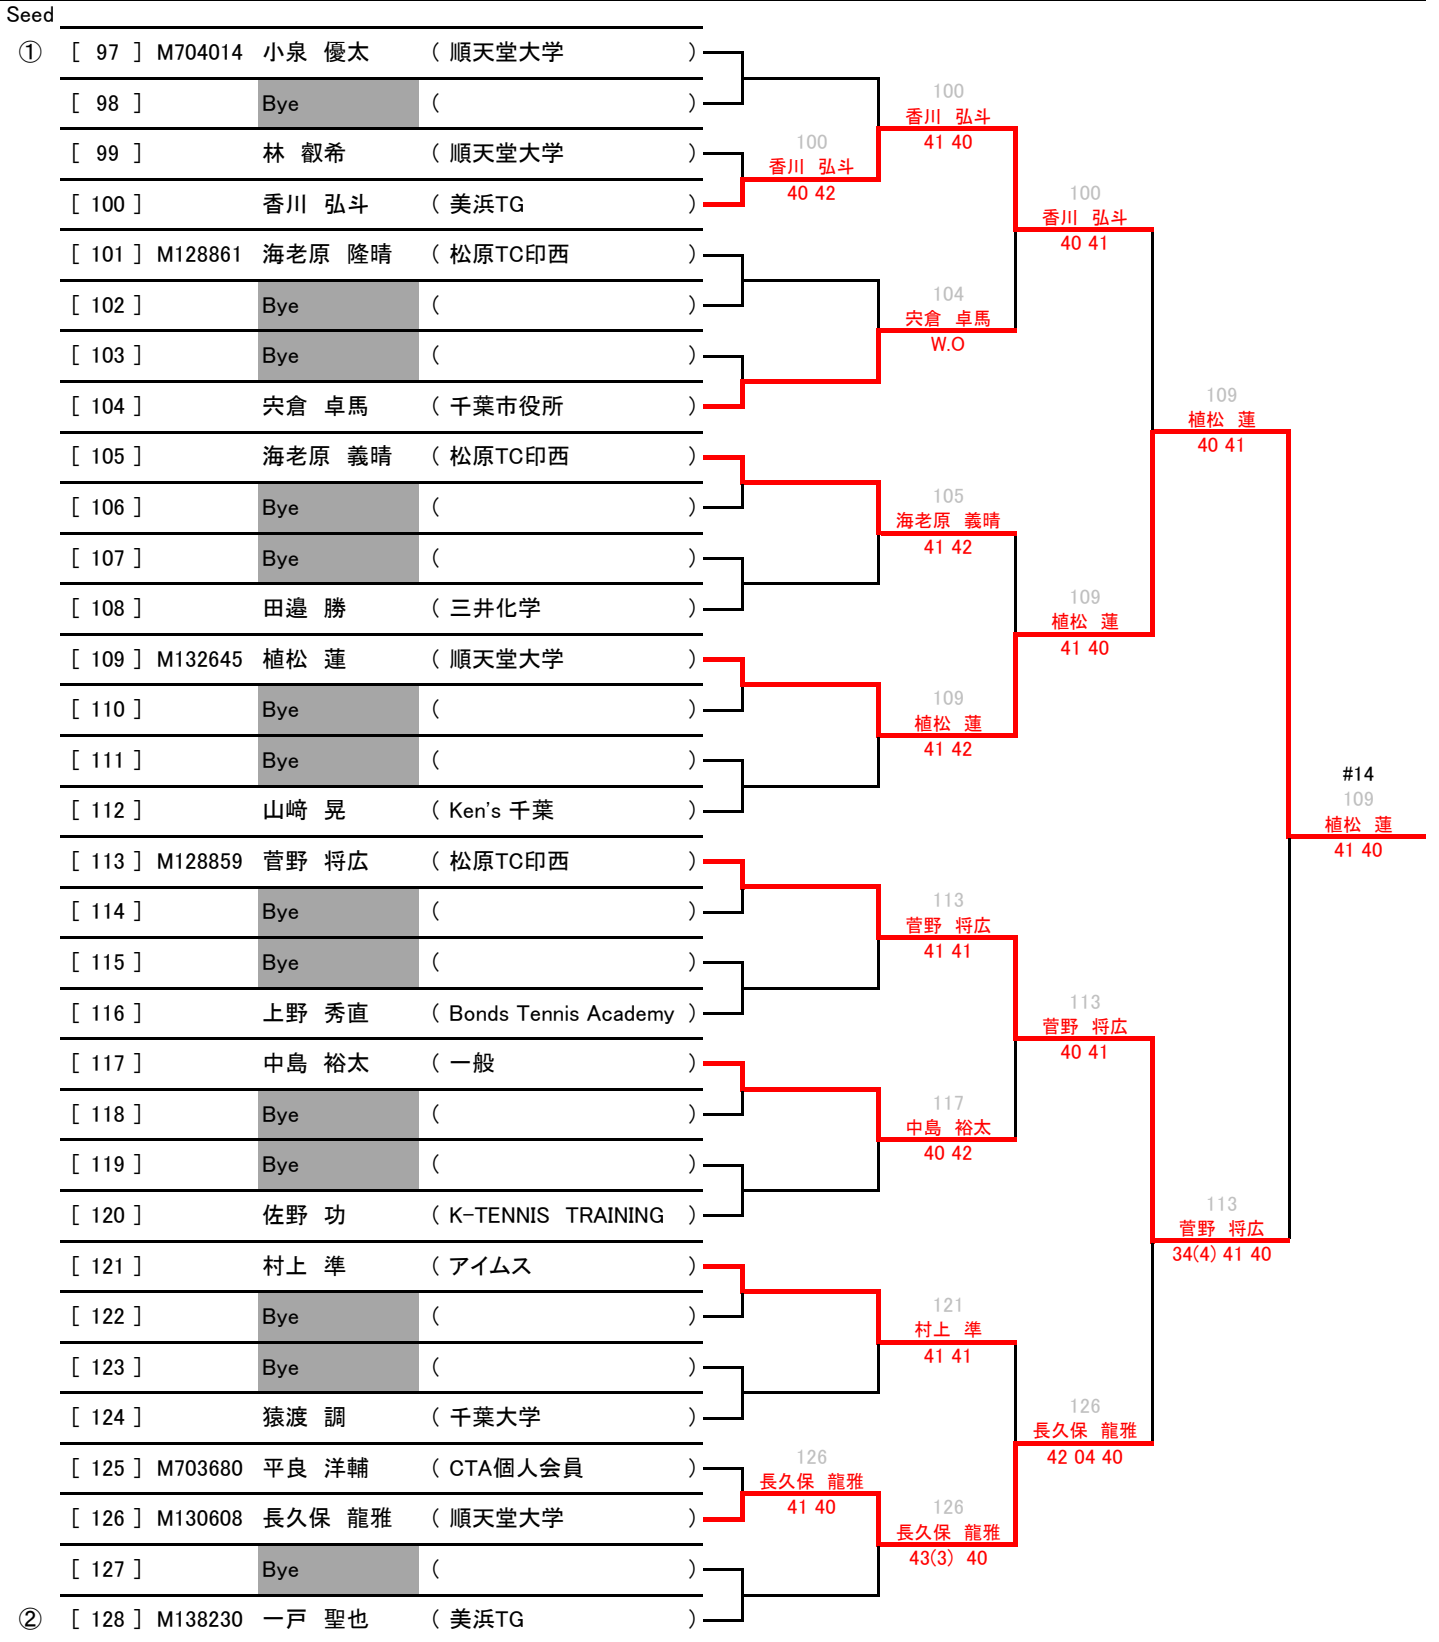 Seed
① [ 97 ] M704014 小泉 優太 ( 順天堂大学 )
[ 98 ] Bye ( )
[ 99 ] 林 叡希 ( 順天堂大学 )
[ 100 ] 香川 弘斗 ( 美浜TG )
[ 101 ] M128861 海老原 隆晴 ( 松原TC印西 )
[ 102 ] Bye ( )
[ 103 ] Bye ( )
[ 104 ] 宍倉 卓馬 ( 千葉市役所 )
[ 105 ] 海老原 義晴 ( 松原TC印西 )
[ 106 ] Bye ( )
[ 107 ] Bye ( )
[ 108 ] 田邉 勝 ( 三井化学 )
[ 109 ] M132645 植松 蓮 ( 順天堂大学 )
[ 110 ] Bye ( )
[ 111 ] Bye ( )
[ 112 ] 山﨑 晃 ( Ken's 千葉 )
[ 113 ] M128859 菅野 将広 ( 松原TC印西 )
[ 114 ] Bye ( )
[ 115 ] Bye ( )
[ 116 ] 上野 秀直 ( Bonds Tennis Academy )
[ 117 ] 中島 裕太 ( 一般 )
[ 118 ] Bye ( )
[ 119 ] Bye ( )
[ 120 ] 佐野 功 ( K-TENNIS TRAINING )
[ 121 ] 村上 準 ( アイムス )
[ 122 ] Bye ( )
[ 123 ] Bye ( )
[ 124 ] 猿渡 調 ( 千葉大学 )
[ 125 ] M703680 平良 洋輔 ( CTA個人会員 )
[ 126 ] M130608 長久保 龍雅 ( 順天堂大学 )
[ 127 ] Bye ( )
② [ 128 ] M138230 一戸 聖也 ( 美浜TG )
100
香川 弘斗
40 42
126
長久保 龍雅
41 40
100
香川 弘斗
41 40
104
宍倉 卓馬
W.O
105
海老原 義晴
41 42
109
植松 蓮
41 42
113
菅野 将広
41 41
117
中島 裕太
40 42
121
村上 準
41 41
126
長久保 龍雅
43(3) 40
100
香川 弘斗
40 41
109
植松 蓮
41 40
113
菅野 将広
40 41
126
長久保 龍雅
42 04 40
109
植松 蓮
40 41
113
菅野 将広
34(4) 41 40
#14
109
植松 蓮
41 40